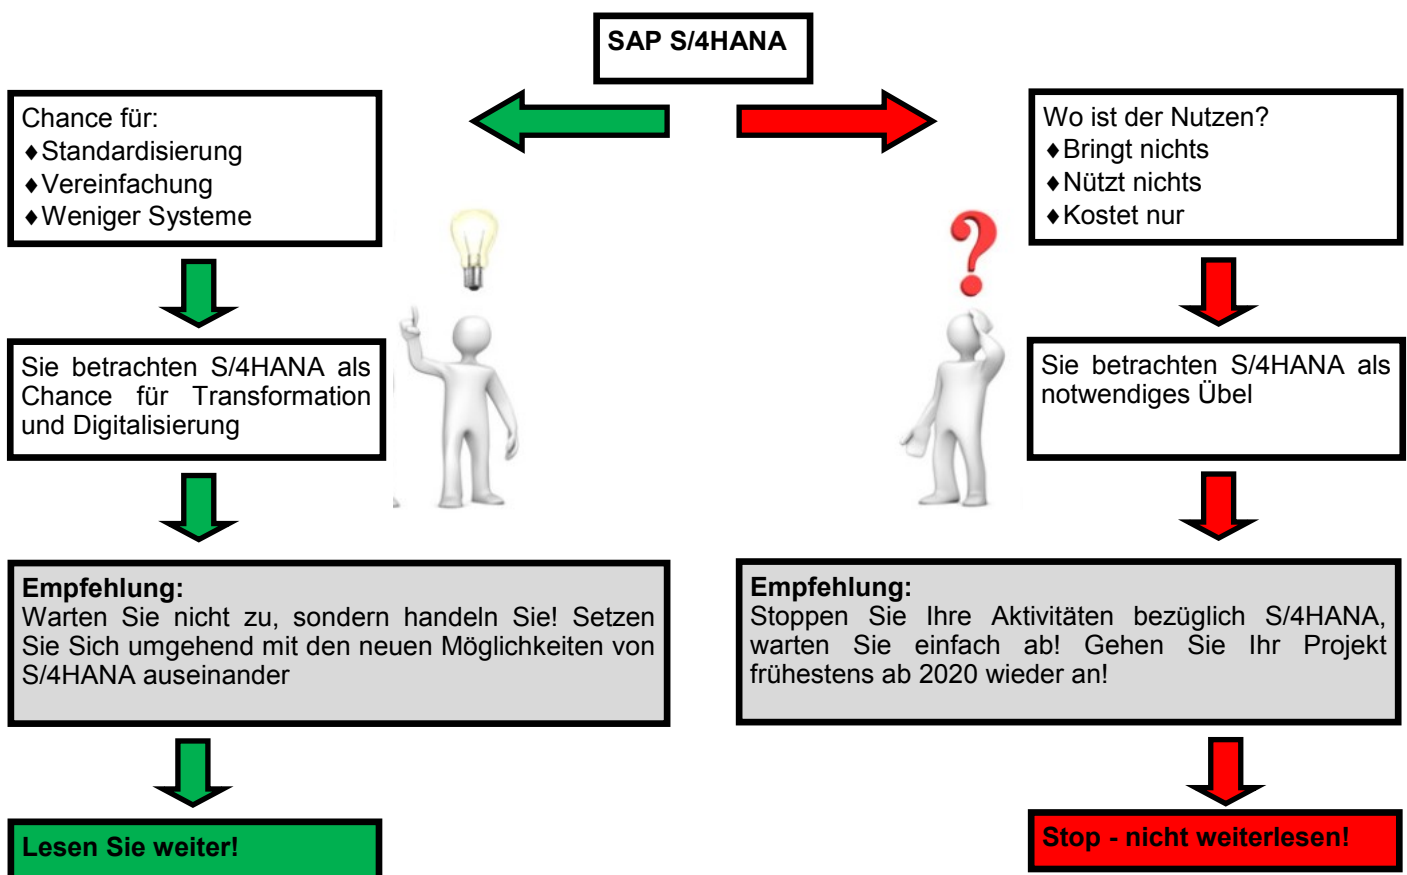 SAP S/4HANA
Chance für:
♦Standardisierung
♦Vereinfachung
♦Weniger Systeme
Wo ist der Nutzen?
♦Bringt nichts
♦Nützt nichts
♦Kostet nur
Sie betrachten S/4HANA als
Chance für Transformation
und Digitalisierung
Sie betrachten S/4HANA als
notwendiges Übel
Empfehlung:
Warten Sie nicht zu, sondern handeln Sie! Setzen
Sie Sich umgehend mit den neuen Möglichkeiten von
S/4HANA auseinander
Empfehlung:
Stoppen Sie Ihre Aktivitäten bezüglich S/4HANA,
warten Sie einfach ab! Gehen Sie Ihr Projekt
frühestens ab 2020 wieder an!
Lesen Sie weiter!
Stop - nicht weiterlesen!